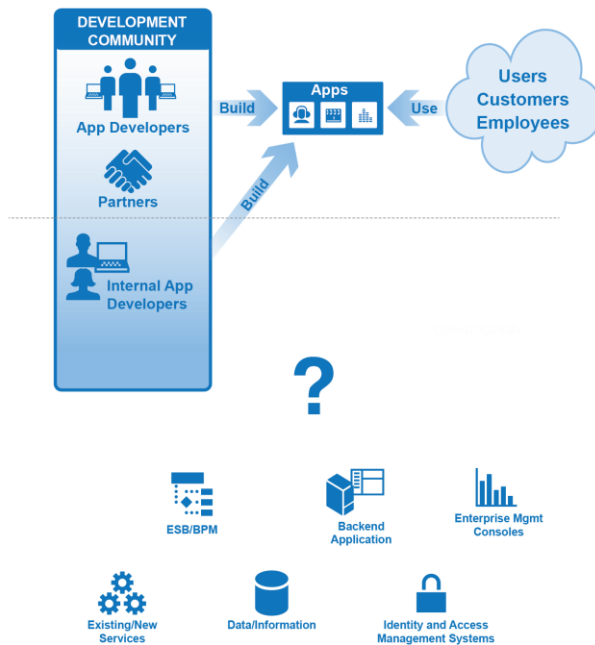 DEVELOPMENT
COMMUNITY
App Developers
Partners
Internal App
Developers
Build
Build
Apps
Use
Users
Customers
Employees
?
ESB/BPM
Backend
Application
Enterprise Mgmt
Consoles
Existing/New
Services
Data/Information
Identity and Access
Management Systems